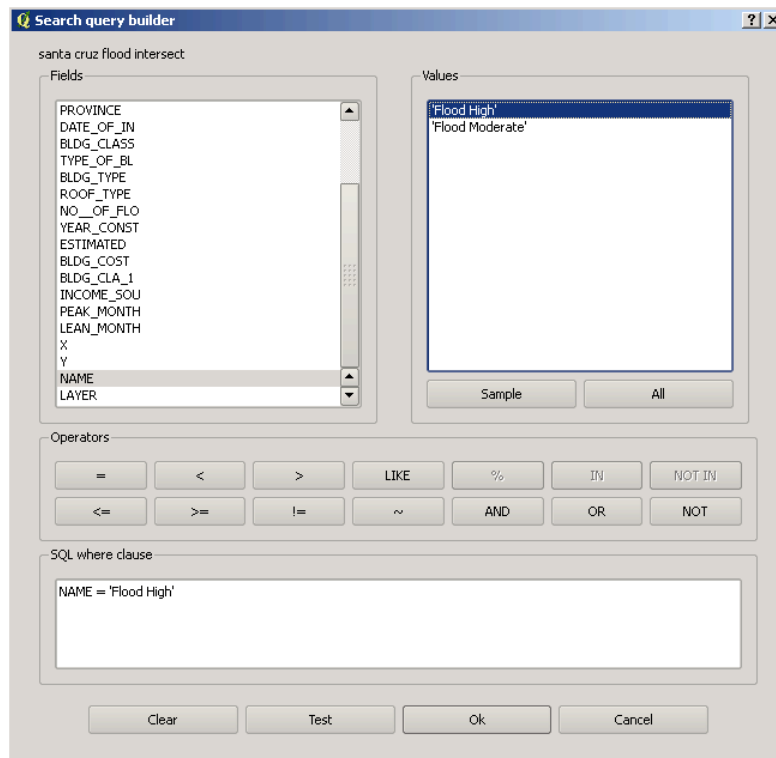 Search query builder
? X
santa cruz flood intersect
Fields
PROVINCE
DATE_OF_IN
BLDG_CLASS
TYPE_OF_BL
BLDG_TYPE
ROOF_TYPE
NO__OF_FLO
YEAR_CONST
ESTIMATED
BLDG_COST
BLDG_CLA_1
INCOME_SOU
PEAK_MONTH
LEAN_MONTH
X
Y
NAME
LAYER
Values
'Flood High'
'Flood Moderate'
Sample All
Operators
= < > LIKE % IN NOT IN
<= >= != ~ AND OR NOT
SQL where clause
NAME = 'Flood High'
Clear Test Ok Cancel